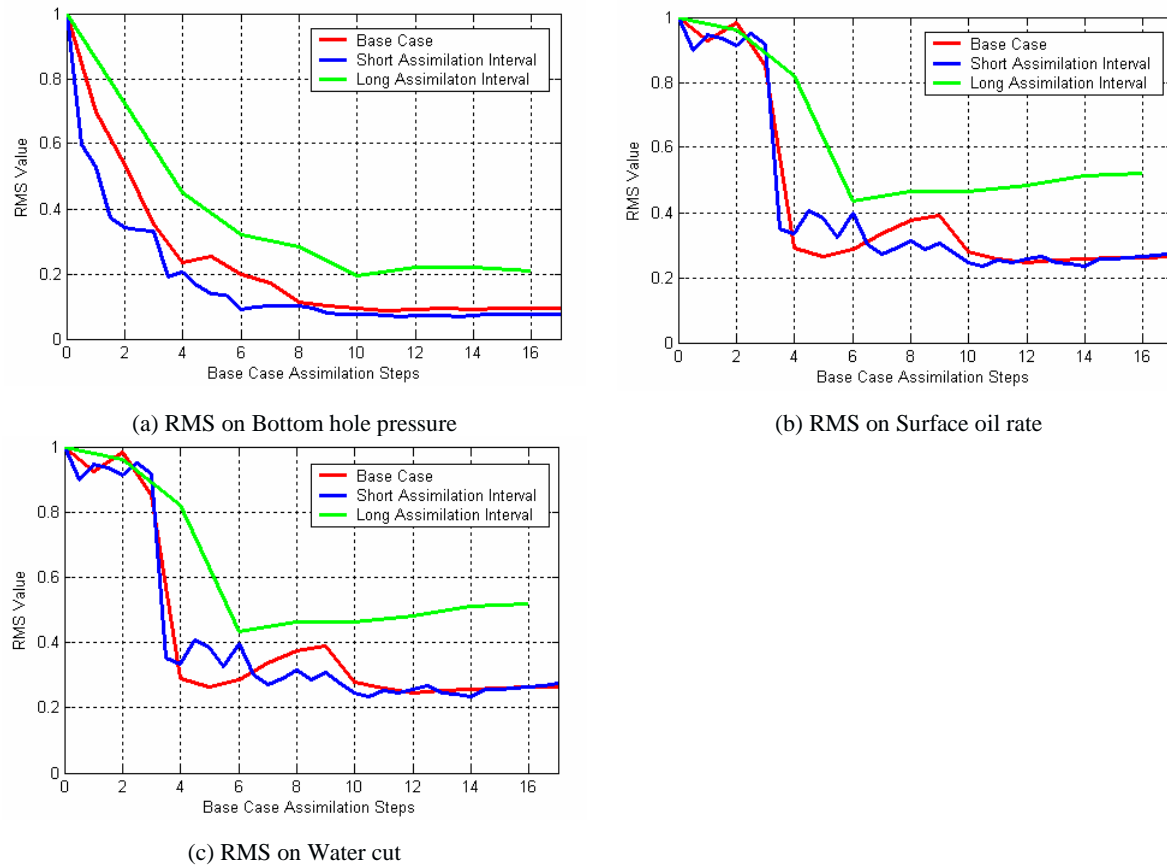 1
0.8
0.6
0.4
0.2
0
RMS Value
Base Case
Short Assimilation Interval
Long Assimilaton Interval
0 2 4 6 8 10 12 14 16
Base Case Assimilation Steps
(a) RMS on Bottom hole pressure
1
0.8
0.6
0.4
0.2
0
RMS Value
Base Case
Short Assimilation Interval
Long Assimilation Interval
0 2 4 6 8 10 12 14 16
Base Case Assimilation Steps
(b) RMS on Surface oil rate
1
0.8
0.6
0.4
0.2
0
RMS Value
Base Case
Short Assimilation Interval
Long Assimilation Interval
0 2 4 6 8 10 12 14 16
Base Case Assimilation Steps
(c) RMS on Water cut